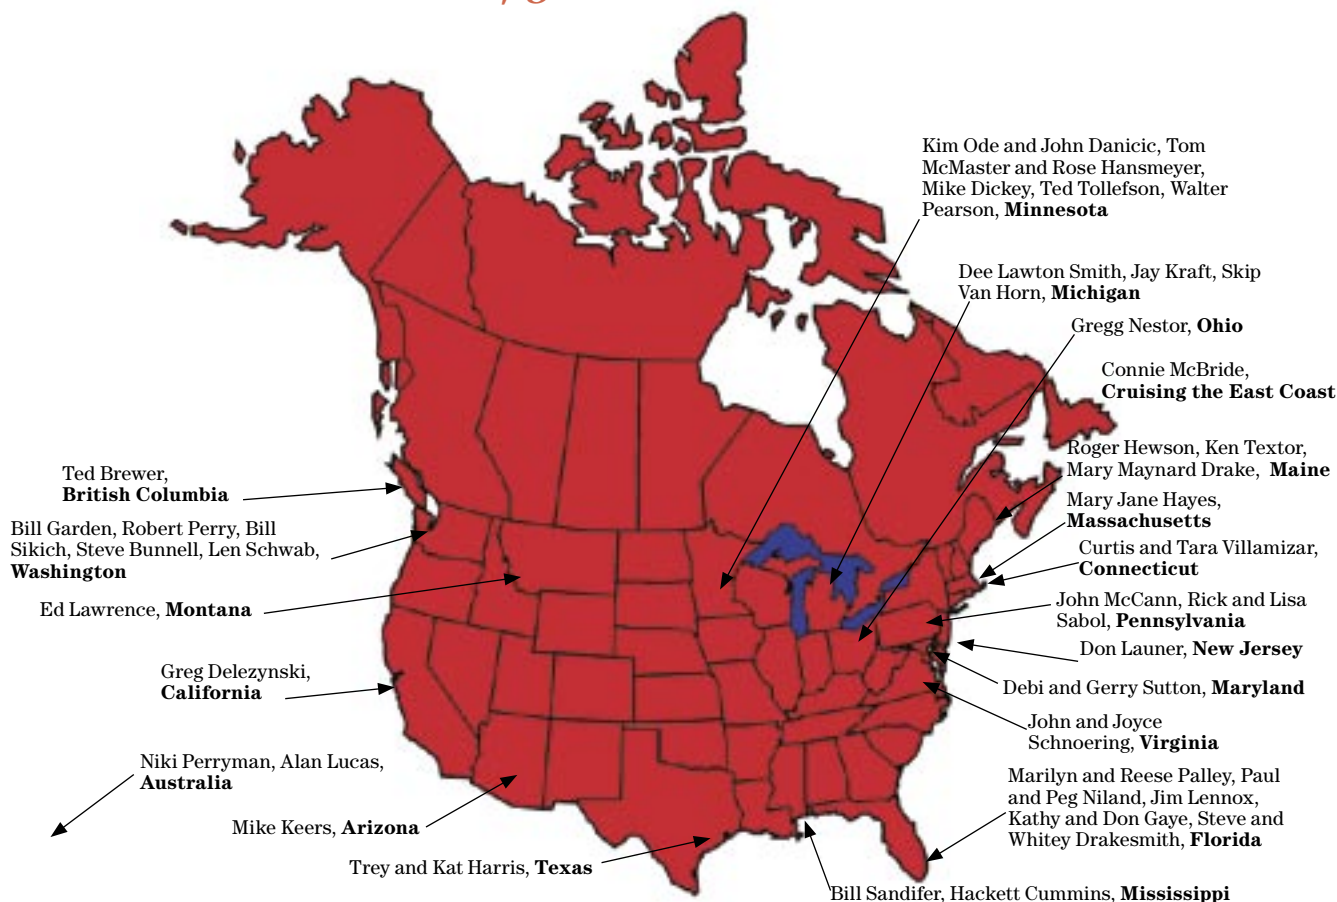 Kim Ode and John Danicic, Tom
McMaster and Rose Hansmeyer,
Mike Dickey, Ted Tollefson, Walter
Pearson, Minnesota
Dee Lawton Smith, Jay Kraft, Skip
Van Horn, Michigan
Gregg Nestor, Ohio
Connie McBride,
Cruising the East Coast
Roger Hewson, Ken Textor,
Mary Maynard Drake, Maine
Mary Jane Hayes,
Massachusetts
Curtis and Tara Villamizar,
Connecticut
John McCann, Rick and Lisa
Sabol, Pennsylvania
Don Launer, New Jersey
Debi and Gerry Sutton, Maryland
John and Joyce
Schnoering, Virginia
Marilyn and Reese Palley, Paul
and Peg Niland, Jim Lennox,
Kathy and Don Gaye, Steve and
Whitey Drakesmith, Florida
Bill Sandifer, Hackett Cummins, Mississippi
Ted Brewer,
British Columbia
Bill Garden, Robert Perry, Bill
Sikich, Steve Bunnell, Len Schwab,
Washington
Ed Lawrence, Montana
Greg Delezynski,
California
Niki Perryman, Alan Lucas,
Australia
Mike Keers, Arizona
Trey and Kat Harris, Texas